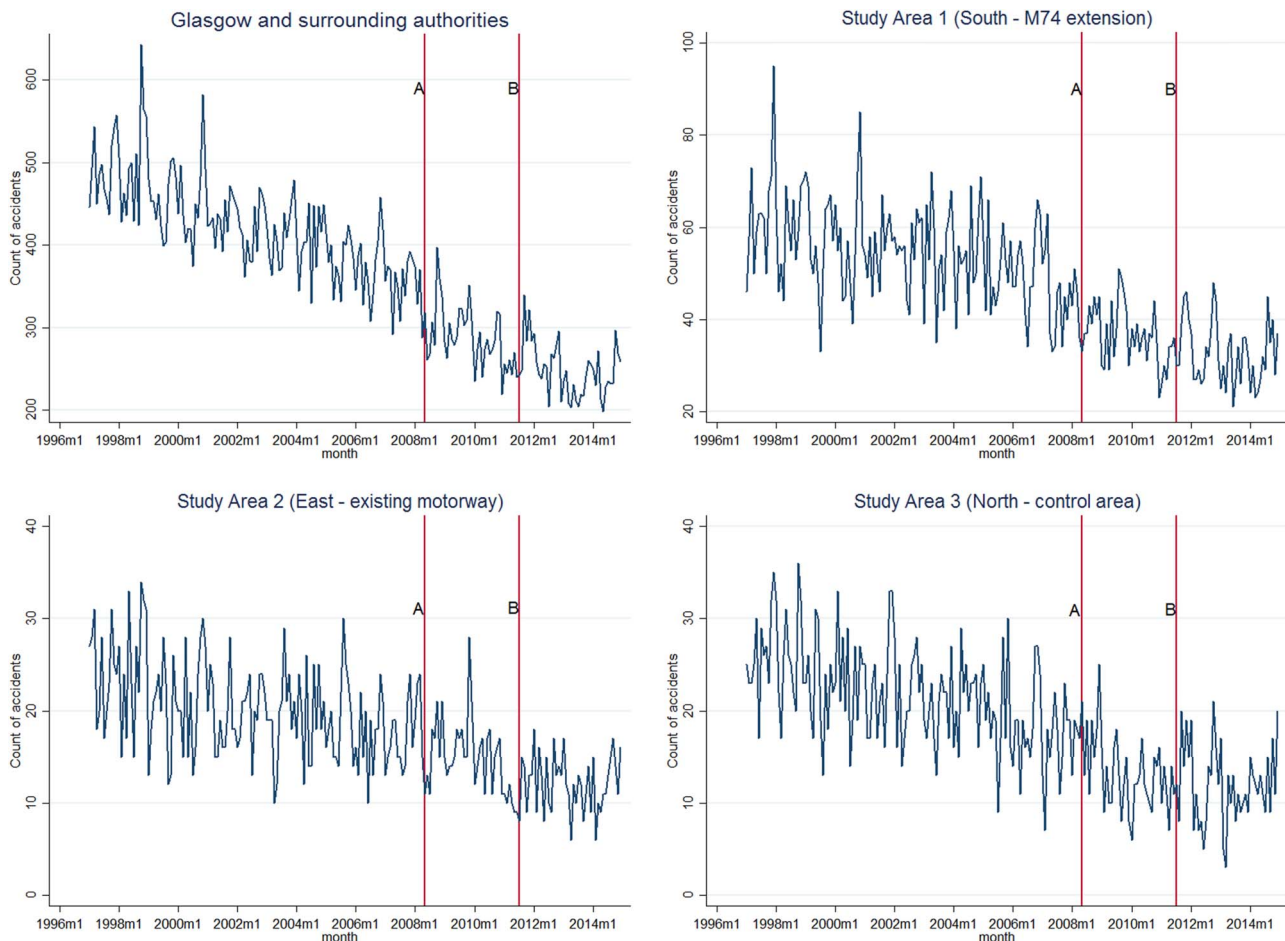 Glasgow and surrounding authorities
Count of accidents
600
500
400
300
200
A
B
1996m1 1998m1 2000m1 2002m1 2004m1 2006m1 2008m1 2010m1 2012m1 2014m1
month
Study Area 1 (South - M74 extension)
Count of accidents
100
80
60
40
20
A
B
1996m1 1998m1 2000m1 2002m1 2004m1 2006m1 2008m1 2010m1 2012m1 2014m1
month
Study Area 2 (East - existing motorway)
Count of accidents
40
30
20
10
0
A
B
1996m1 1998m1 2000m1 2002m1 2004m1 2006m1 2008m1 2010m1 2012m1 2014m1
month
Study Area 3 (North - control area)
Count of accidents
40
30
20
10
0
A
B
1996m1 1998m1 2000m1 2002m1 2004m1 2006m1 2008m1 2010m1 2012m1 2014m1
month